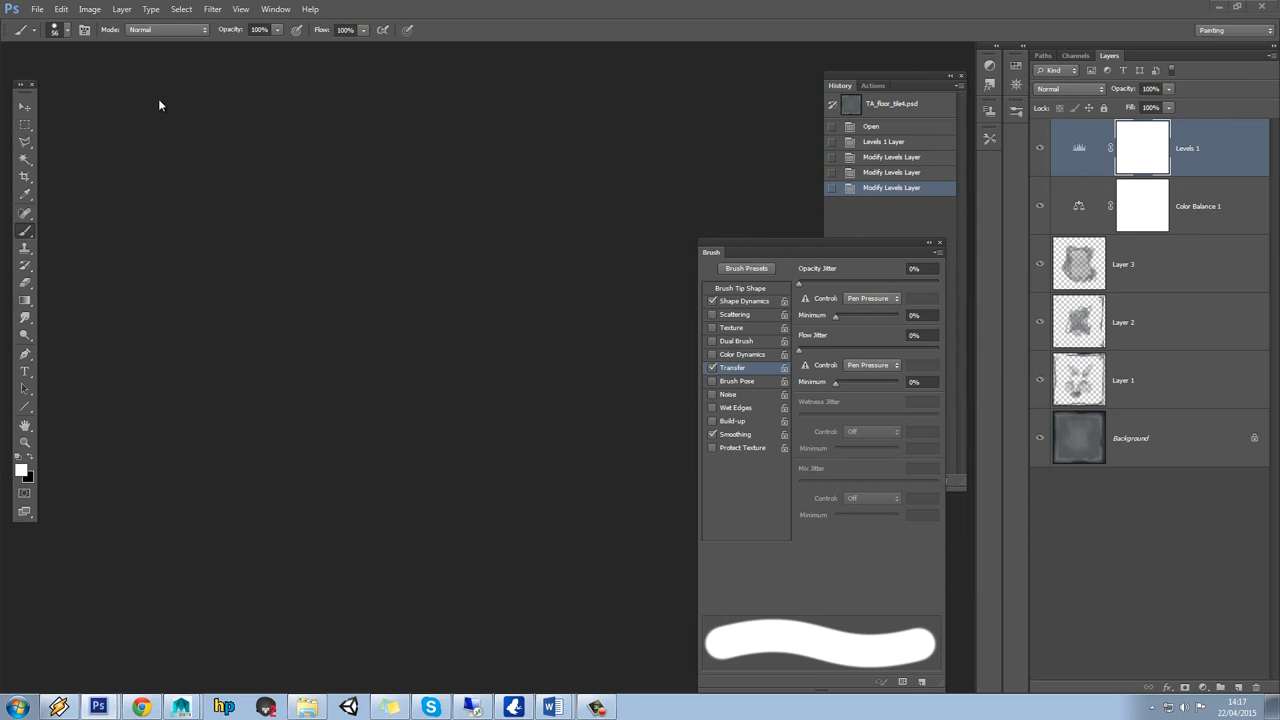 Ps File Edit Image Layer Type Select Filter View Window Help
56 Mode: Normal Opacity: 100% Flow: 100% Painting
History Actions
TA_floor_tile4.psd
Open
Levels 1 Layer
Modify Levels Layer
Modify Levels Layer
Modify Levels Layer
Brush
Brush Presets
Brush Tip Shape
Shape Dynamics
Scattering
Texture
Dual Brush
Color Dynamics
Transfer
Brush Pose
Noise
Wet Edges
Build-up
Smoothing
Protect Texture
Opacity Jitter 0%
Control: Pen Pressure
Minimum 0%
Flow Jitter 0%
Control: Pen Pressure
Minimum 0%
Wetness Jitter
Control: Off
Minimum
Mix Jitter
Control: Off
Minimum
Paths Channels Layers
Kind
Normal Opacity: 100%
Lock: Fill: 100%
Levels 1
Color Balance 1
Layer 3
Layer 2
Layer 1
Background
fx
Ps hp
14:17
22/04/2015